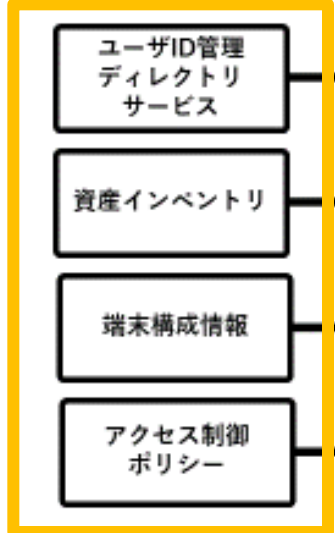 ユーザID管理
ディレクトリ
サービス
資産インベントリ
端末構成情報
アクセス制御
ポリシー